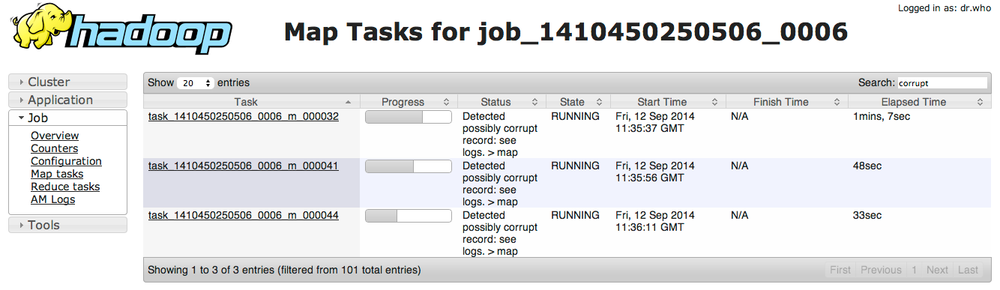 Logged in as: dr.who
hadoop
Map Tasks for job_1410450250506_0006
Cluster
Application
Job
Overview
Counters
Configuration
Map tasks
Reduce tasks
AM Logs
Tools
Show 20 entries Search: corrupt
Task Progress Status State Start Time Finish Time Elapsed Time
task_1410450250506_0006_m_000032 Detected RUNNING Fri, 12 Sep 2014 N/A 1mins, 7sec
possibly corrupt 11:35:37 GMT
record: see
logs. > map
task_1410450250506_0006_m_000041 Detected RUNNING Fri, 12 Sep 2014 N/A 48sec
possibly corrupt 11:35:56 GMT
record: see
logs. > map
task_1410450250506_0006_m_000044 Detected RUNNING Fri, 12 Sep 2014 N/A 33sec
possibly corrupt 11:36:11 GMT
record: see
logs. > map
Showing 1 to 3 of 3 entries (filtered from 101 total entries) First Previous 1 Next Last